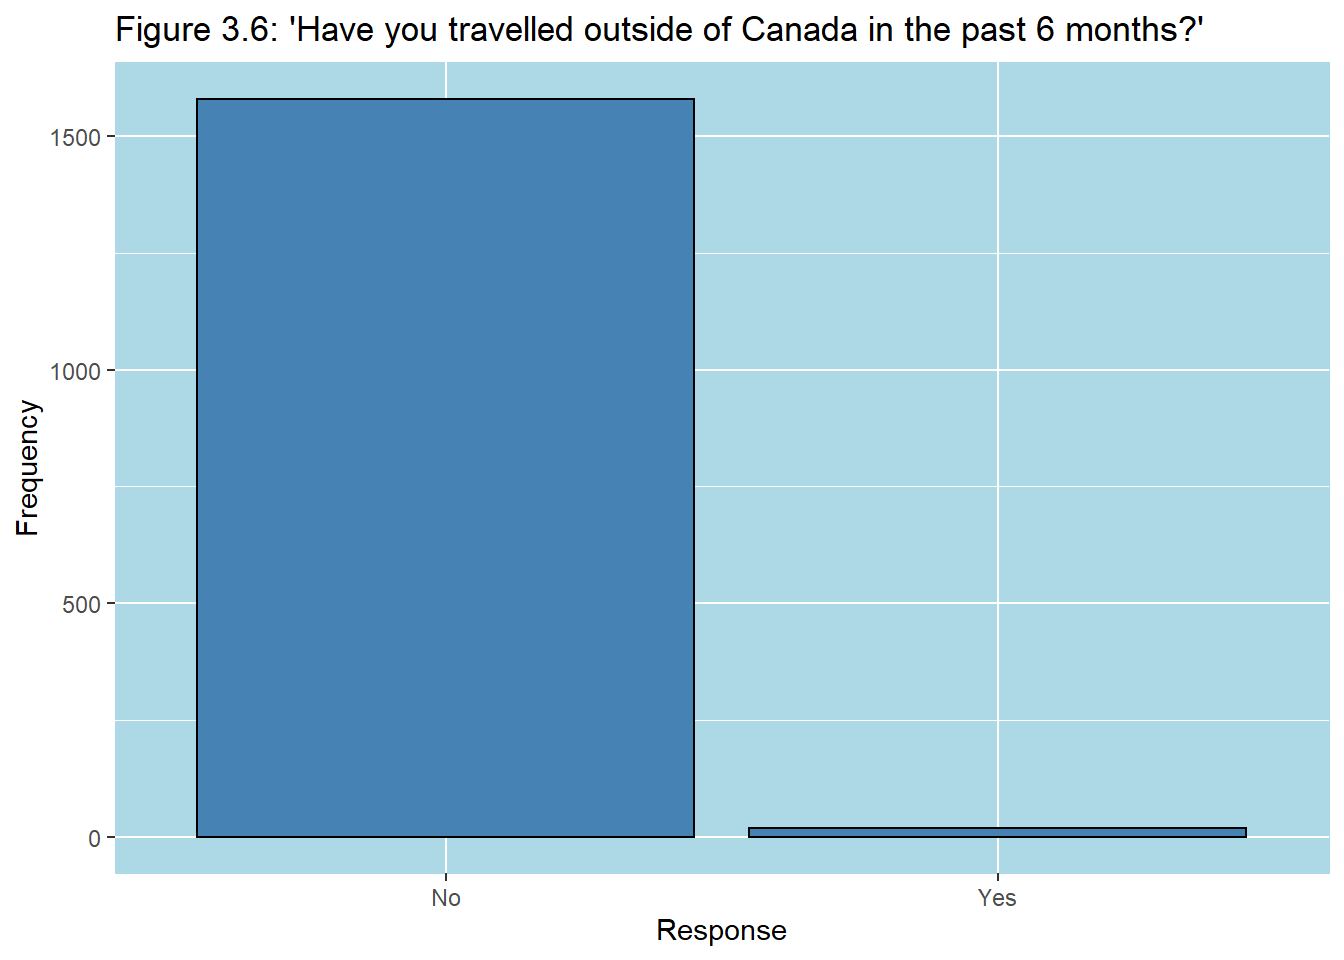 Figure 3.6: 'Have you travelled outside of Canada in the past 6 months?'
1500
1000
500
0
Frequency
No
Yes
Response